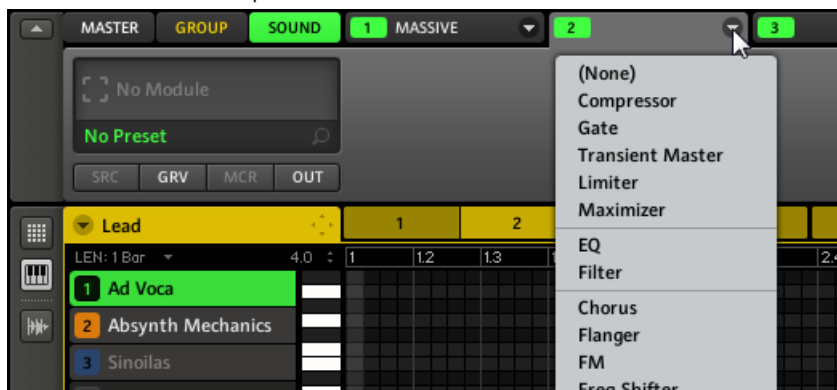 MASTER GROUP SOUND 1 MASSIVE 2 3
No Module
No Preset
SRC GRV MCR OUT
(None)
Compressor
Gate
Transient Master
Limiter
Maximizer
EQ
Filter
Chorus
Flanger
FM
Freq Shifter
Lead 1 2
LEN: 1 Bar 4.0 1 1.2 1.3
1 Ad Voca
2 Absynth Mechanics
3 Sinoilas